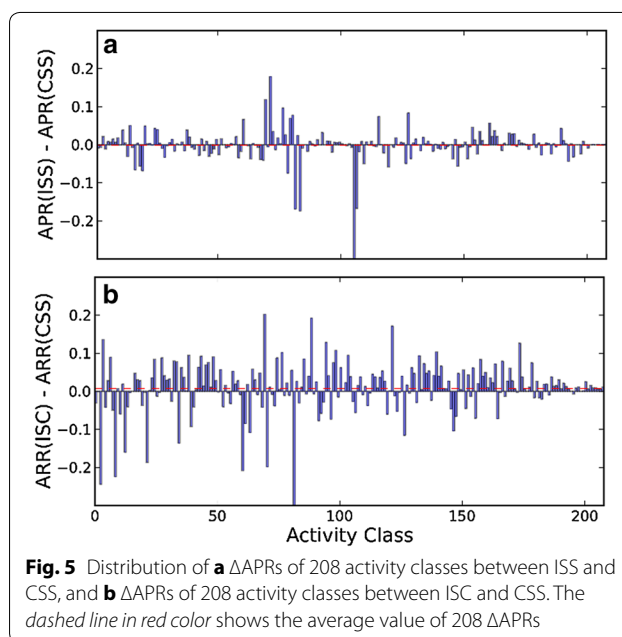 a
0.2
0.1
0.0
−0.1
−0.2
APR(ISS) - APR(CSS)
b
0.2
0.1
0.0
−0.1
−0.2
ARR(ISC) - ARR(CSS)
0 50 100 150 200
Activity Class
Fig. 5 Distribution of a ΔAPRs of 208 activity classes between ISS and
CSS, and b ΔAPRs of 208 activity classes between ISC and CSS. The
dashed line in red color shows the average value of 208 ΔAPRs